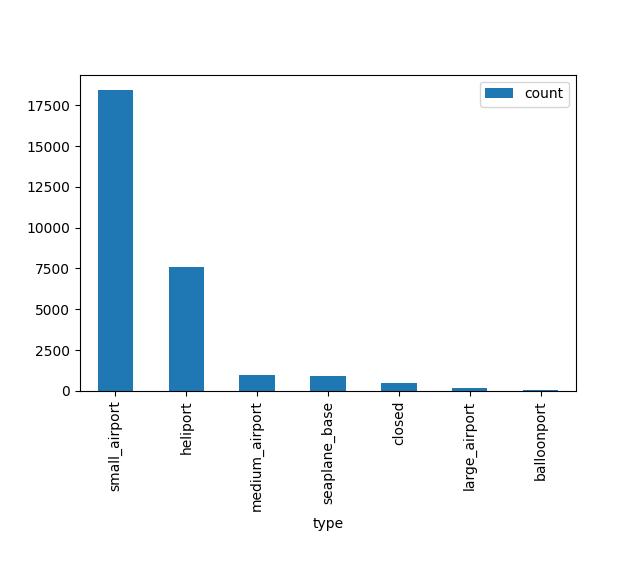 count
17500
15000
12500
10000
7500
5000
2500
0
small_airport
heliport
medium_airport
seaplane_base
closed
large_airport
balloonport
type